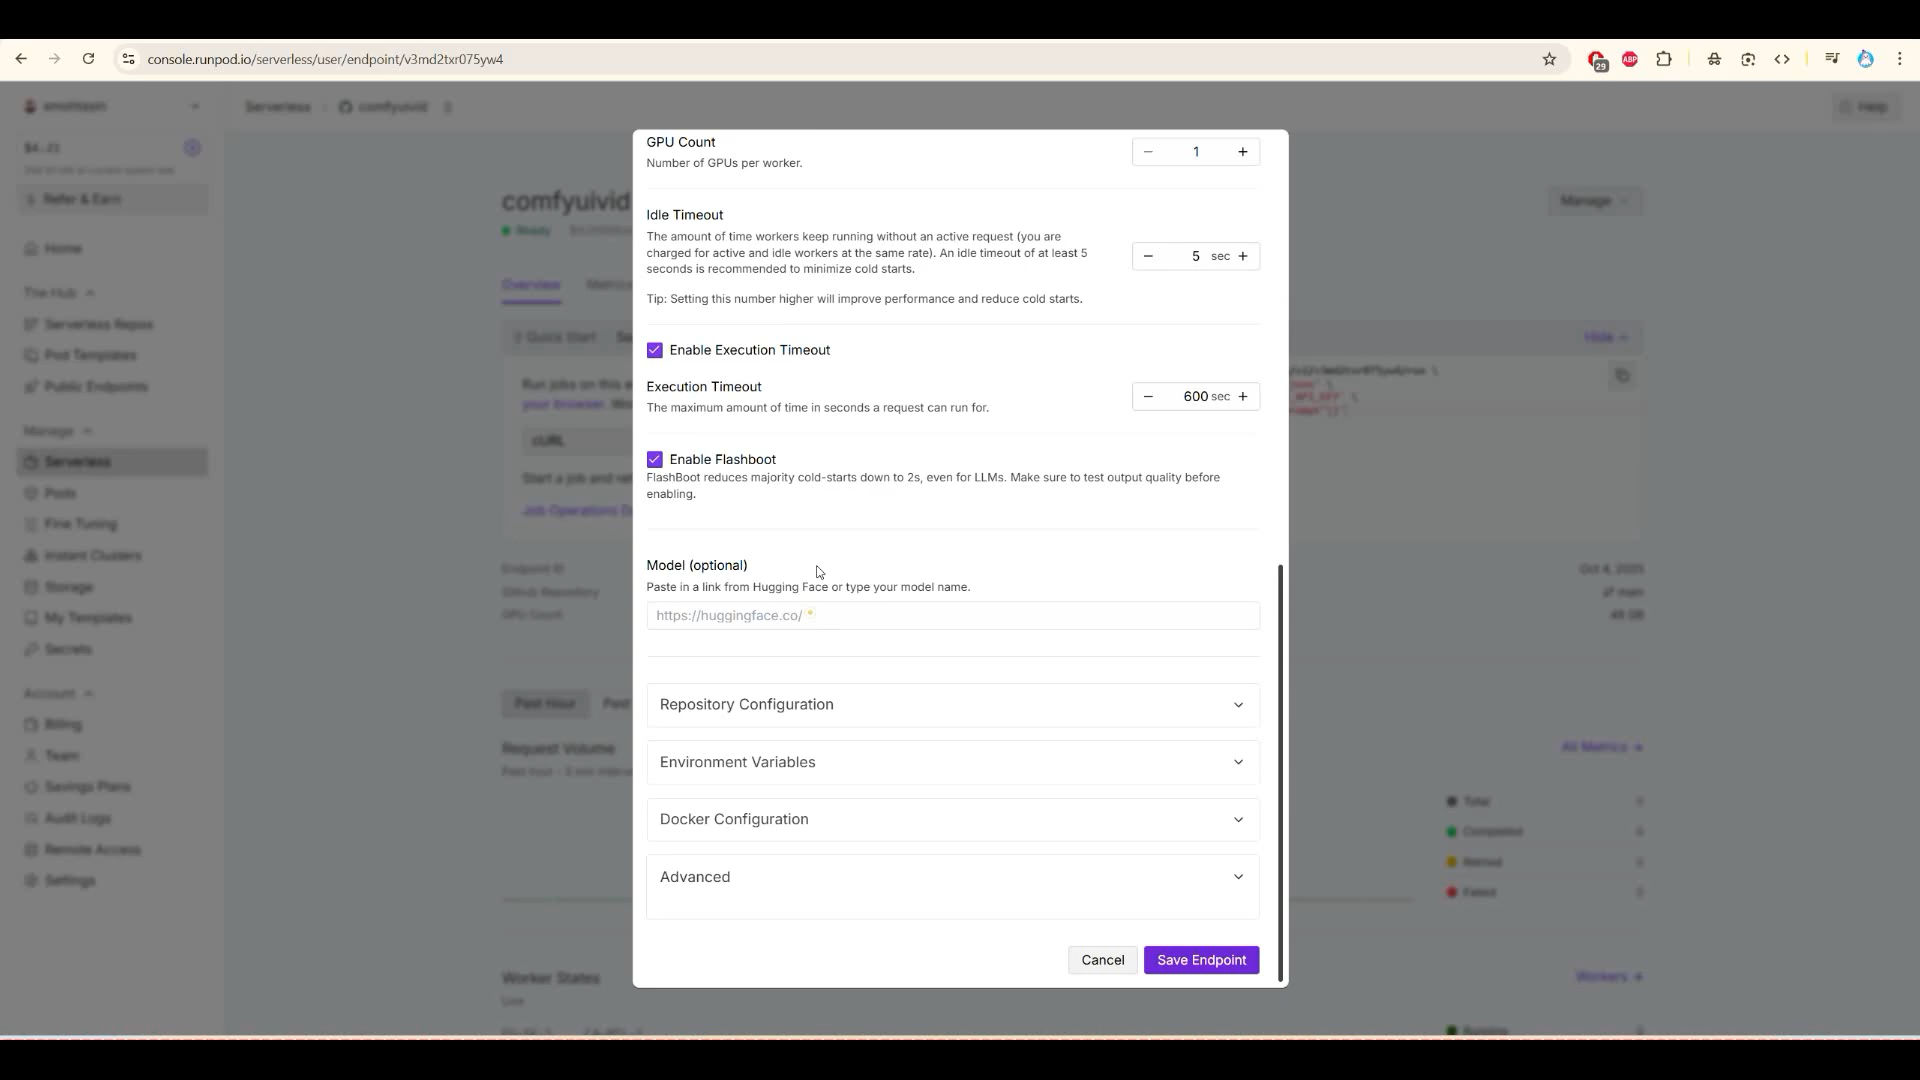 console.runpod.io/serverless/user/endpoint/v3md2txr075yw4
29
ABP
Serverless
comfyuivid
Help
$4.21
Refer & Earn
Home
The Hub
Serverless Repos
Pod Templates
Public Endpoints
Manage
Serverless
Pods
Fine Tuning
Instant Clusters
Storage
My Templates
Secrets
Account
Billing
Team
Savings Plans
Audit Logs
Remote Access
Settings
comfyuivid
Manage
Ready
Overview
Metrics
Quick Start
Hide
Run jobs on this
your browser.
cURL
Start a job and
Job Operations
Endpoint ID
Oct 4, 2025
GitHub Repository
main
GPU Count
48 GB
Past Hour
Past
Request Volume
All Metrics
Total
Completed
Retried
Failed
Worker States
Workers
Live
Running
GPU Count
Number of GPUs per worker.
1
Idle Timeout
The amount of time workers keep running without an active request (you are
charged for active and idle workers at the same rate). An idle timeout of at least 5
seconds is recommended to minimize cold starts.
5 sec
Tip: Setting this number higher will improve performance and reduce cold starts.
Enable Execution Timeout
Execution Timeout
The maximum amount of time in seconds a request can run for.
600 sec
Enable Flashboot
FlashBoot reduces majority cold-starts down to 2s, even for LLMs. Make sure to test output quality before
enabling.
Model (optional)
Paste in a link from Hugging Face or type your model name.
https://huggingface.co/
Repository Configuration
Environment Variables
Docker Configuration
Advanced
Cancel
Save Endpoint